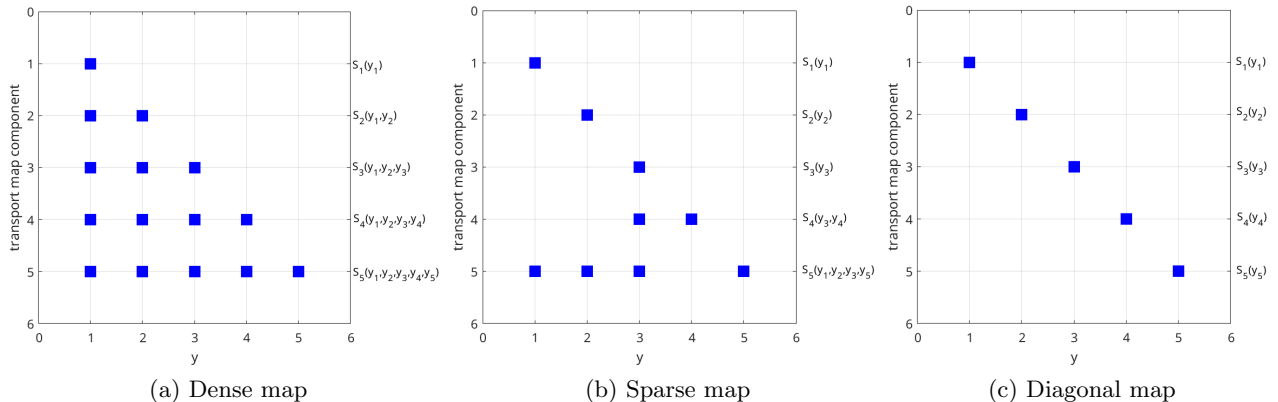 0
1
2
3
4
5
6
transport map component
S1(y1)
S2(y1,y2)
S3(y1,y2,y3)
S4(y1,y2,y3,y4)
S5(y1,y2,y3,y4,y5)
0 1 2 3 4 5 6
y
(a) Dense map
0
1
2
3
4
5
6
transport map component
S1(y1)
S2(y2)
S3(y3)
S4(y3,y4)
S5(y1,y2,y3,y5)
0 1 2 3 4 5 6
y
(b) Sparse map
0
1
2
3
4
5
6
transport map component
S1(y1)
S2(y2)
S3(y3)
S4(y4)
S5(y5)
0 1 2 3 4 5 6
y
(c) Diagonal map